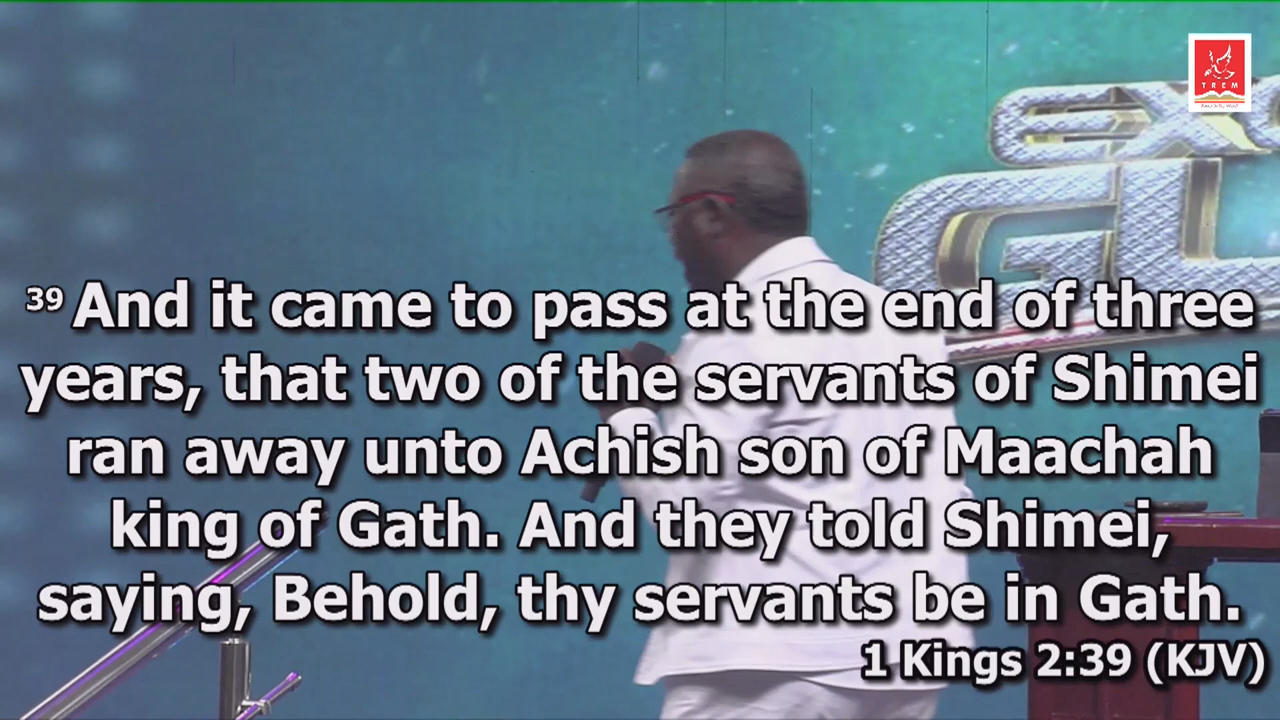 TREM
EXC
GL
39 And it came to pass at the end of three
years, that two of the servants of Shimei
ran away unto Achish son of Maachah
king of Gath. And they told Shimei,
saying, Behold, thy servants be in Gath.
1 Kings 2:39 (KJV)